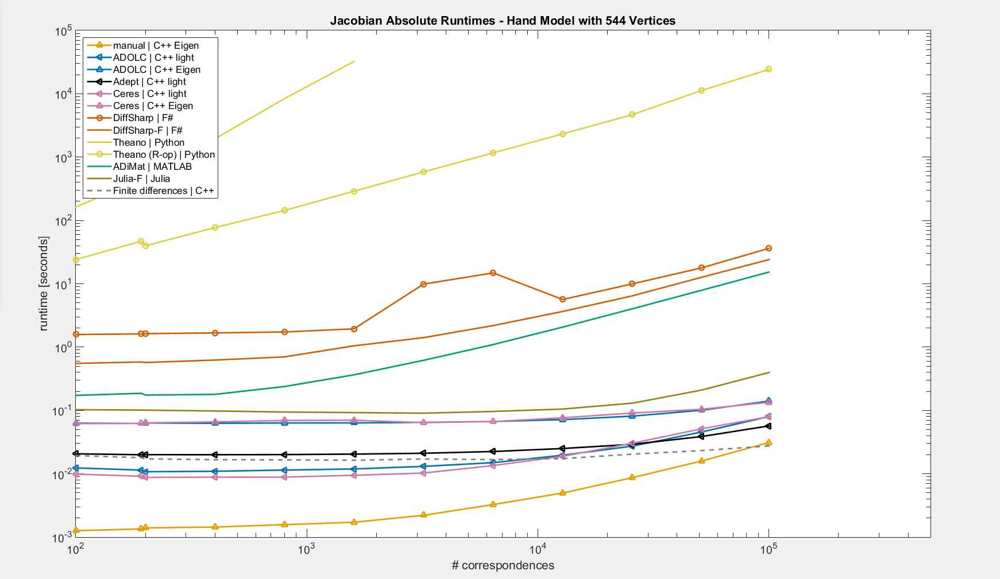 Jacobian Absolute Runtimes - Hand Model with 544 Vertices
10^5
10^4
10^3
10^2
10^1
10^0
10^-1
10^-2
10^-3
runtime [seconds]
manual | C++ Eigen
ADOLC | C++ light
ADOLC | C++ Eigen
Adept | C++ light
Ceres | C++ light
Ceres | C++ Eigen
DiffSharp | F#
DiffSharp-F | F#
Theano | Python
Theano (R-op) | Python
ADiMat | MATLAB
Julia-F | Julia
Finite differences | C++
10^2 10^3 10^4 10^5
# correspondences